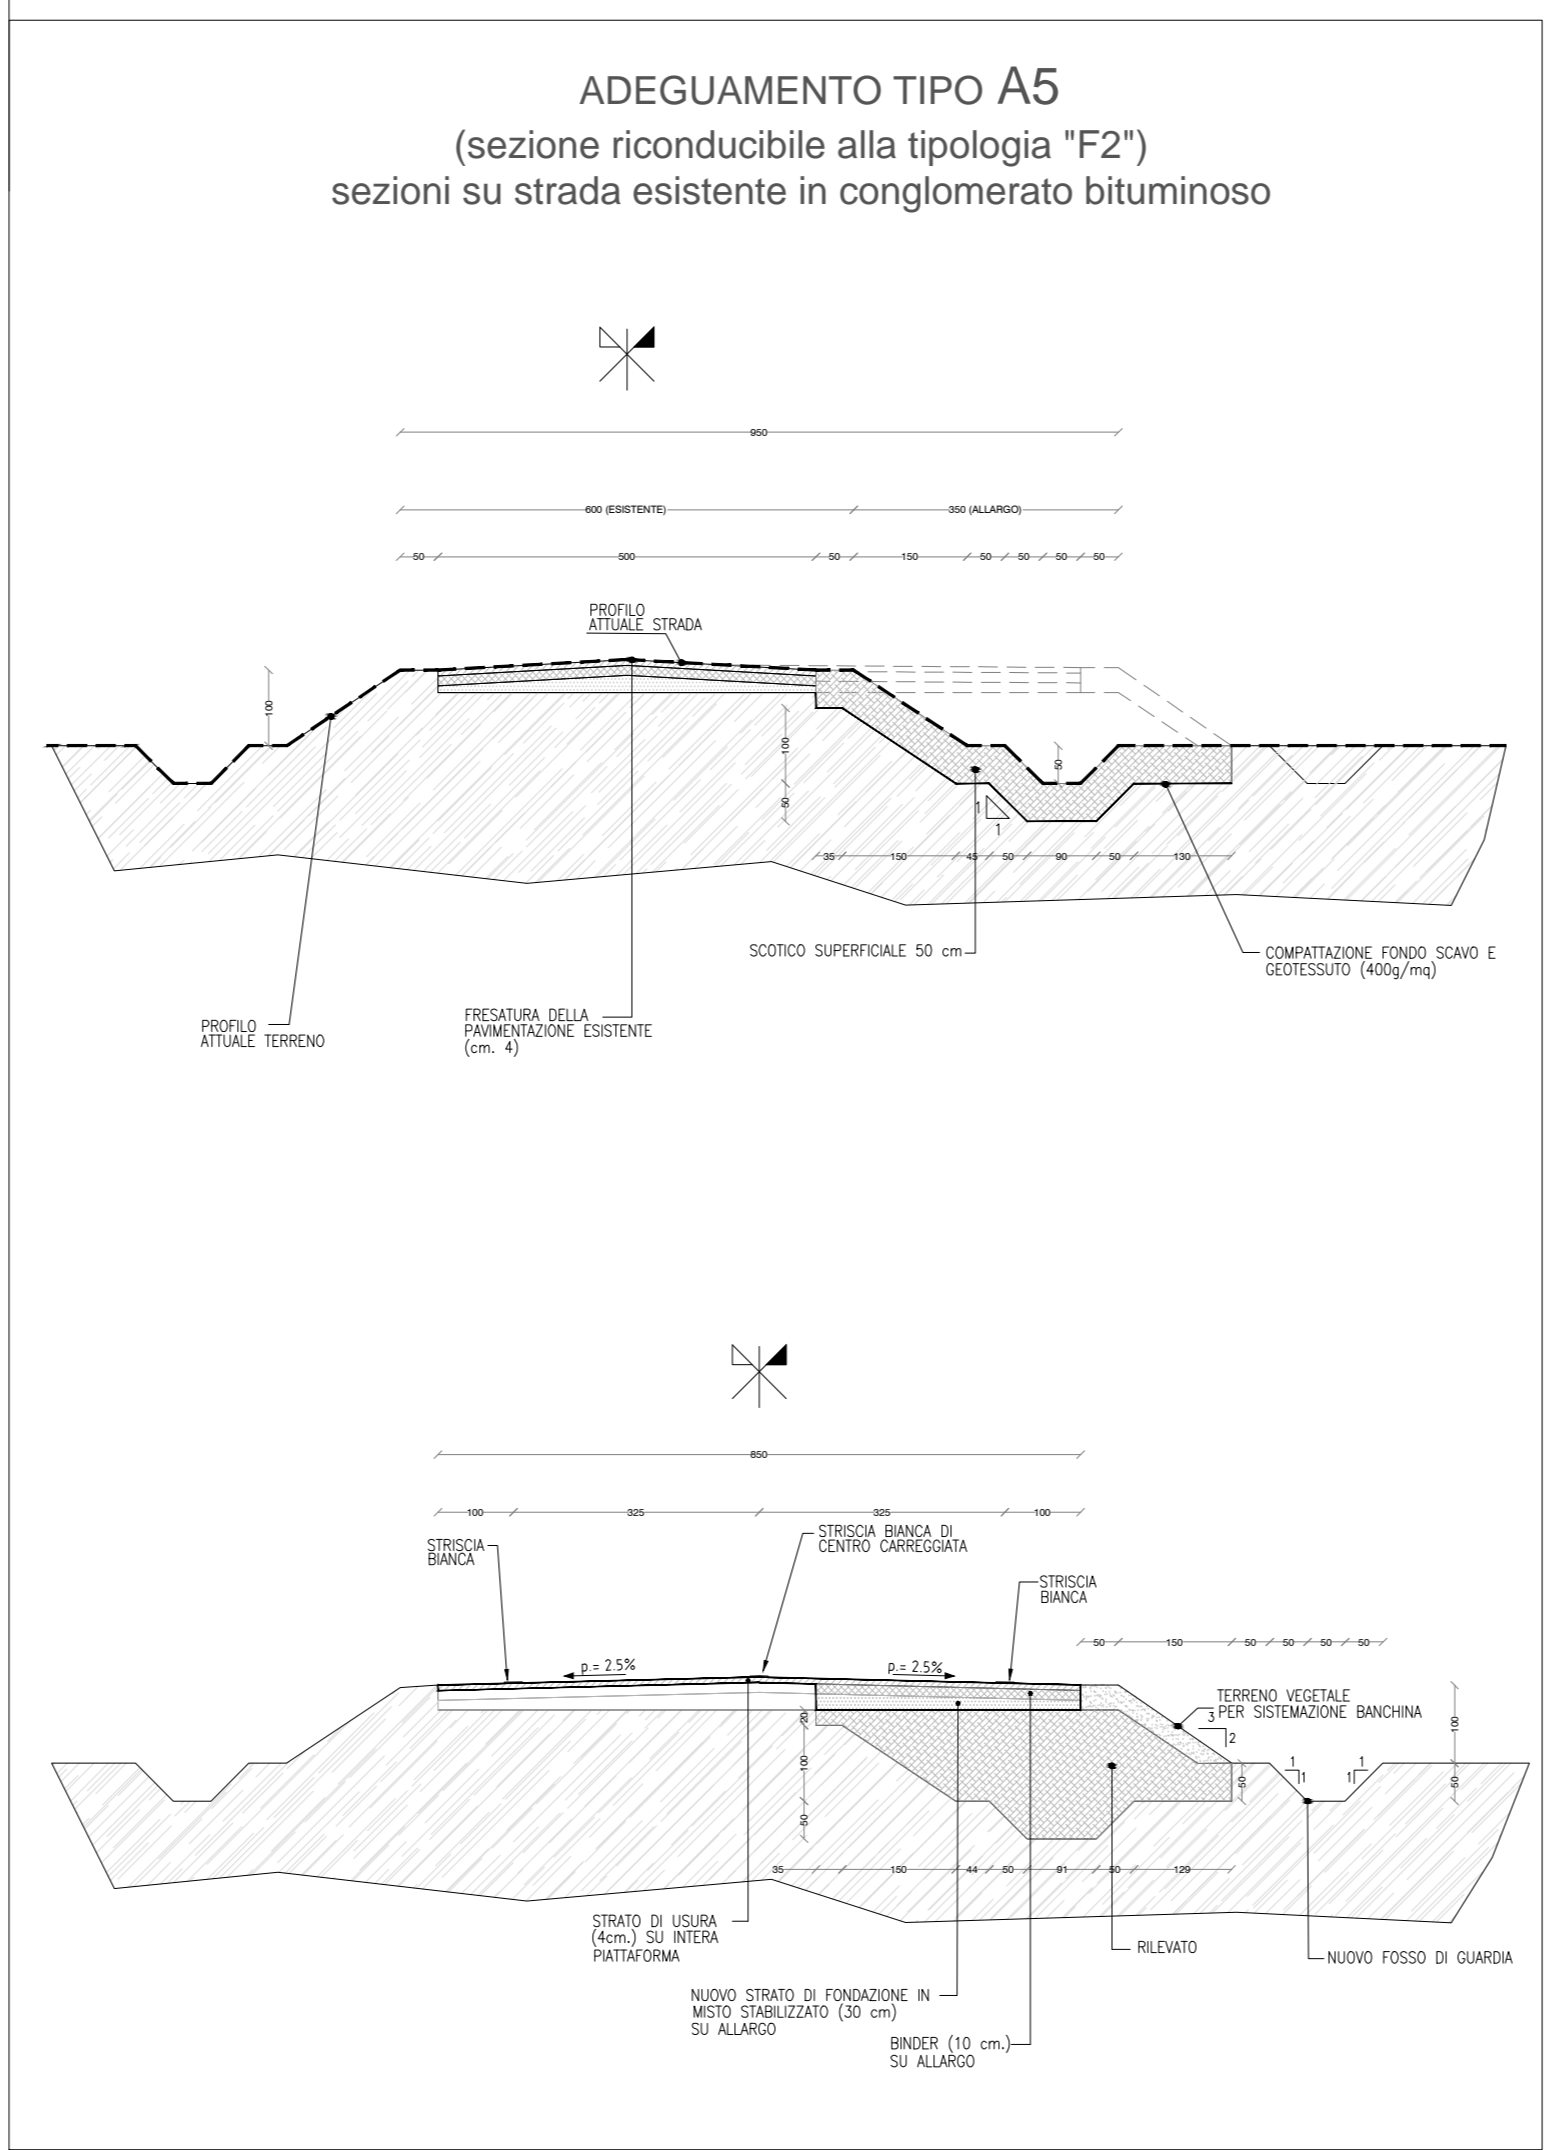 ADEGUAMENTO TIPO A5
(sezione riconducibile alla tipologia "F2")
sezioni su strada esistente in conglomerato bituminoso
950
600 (ESISTENTE)
350 (ALLARGO)
50
500
50
150
50
50
50
50
PROFILO
ATTUALE STRADA
100
100
50
50
1
1
35
150
45
50
90
50
130
SCOTICO SUPERFICIALE 50 cm
COMPATTAZIONE FONDO SCAVO E
GEOTESSUTO (400g/mq)
PROFILO
ATTUALE TERRENO
FRESATURA DELLA
PAVIMENTAZIONE ESISTENTE
(cm. 4)
850
100
325
325
100
STRISCIA
BIANCA
STRISCIA BIANCA DI
CENTRO CARREGGIATA
STRISCIA
BIANCA
50
150
50
50
50
50
p.= 2.5%
p.= 2.5%
TERRENO VEGETALE
PER SISTEMAZIONE BANCHINA
3
2
1
1
1
1
100
50
50
20
100
50
35
150
44
50
91
50
129
STRATO DI USURA
(4cm.) SU INTERA
PIATTAFORMA
RILEVATO
NUOVO FOSSO DI GUARDIA
NUOVO STRATO DI FONDAZIONE IN
MISTO STABILIZZATO (30 cm)
SU ALLARGO
BINDER (10 cm.)
SU ALLARGO